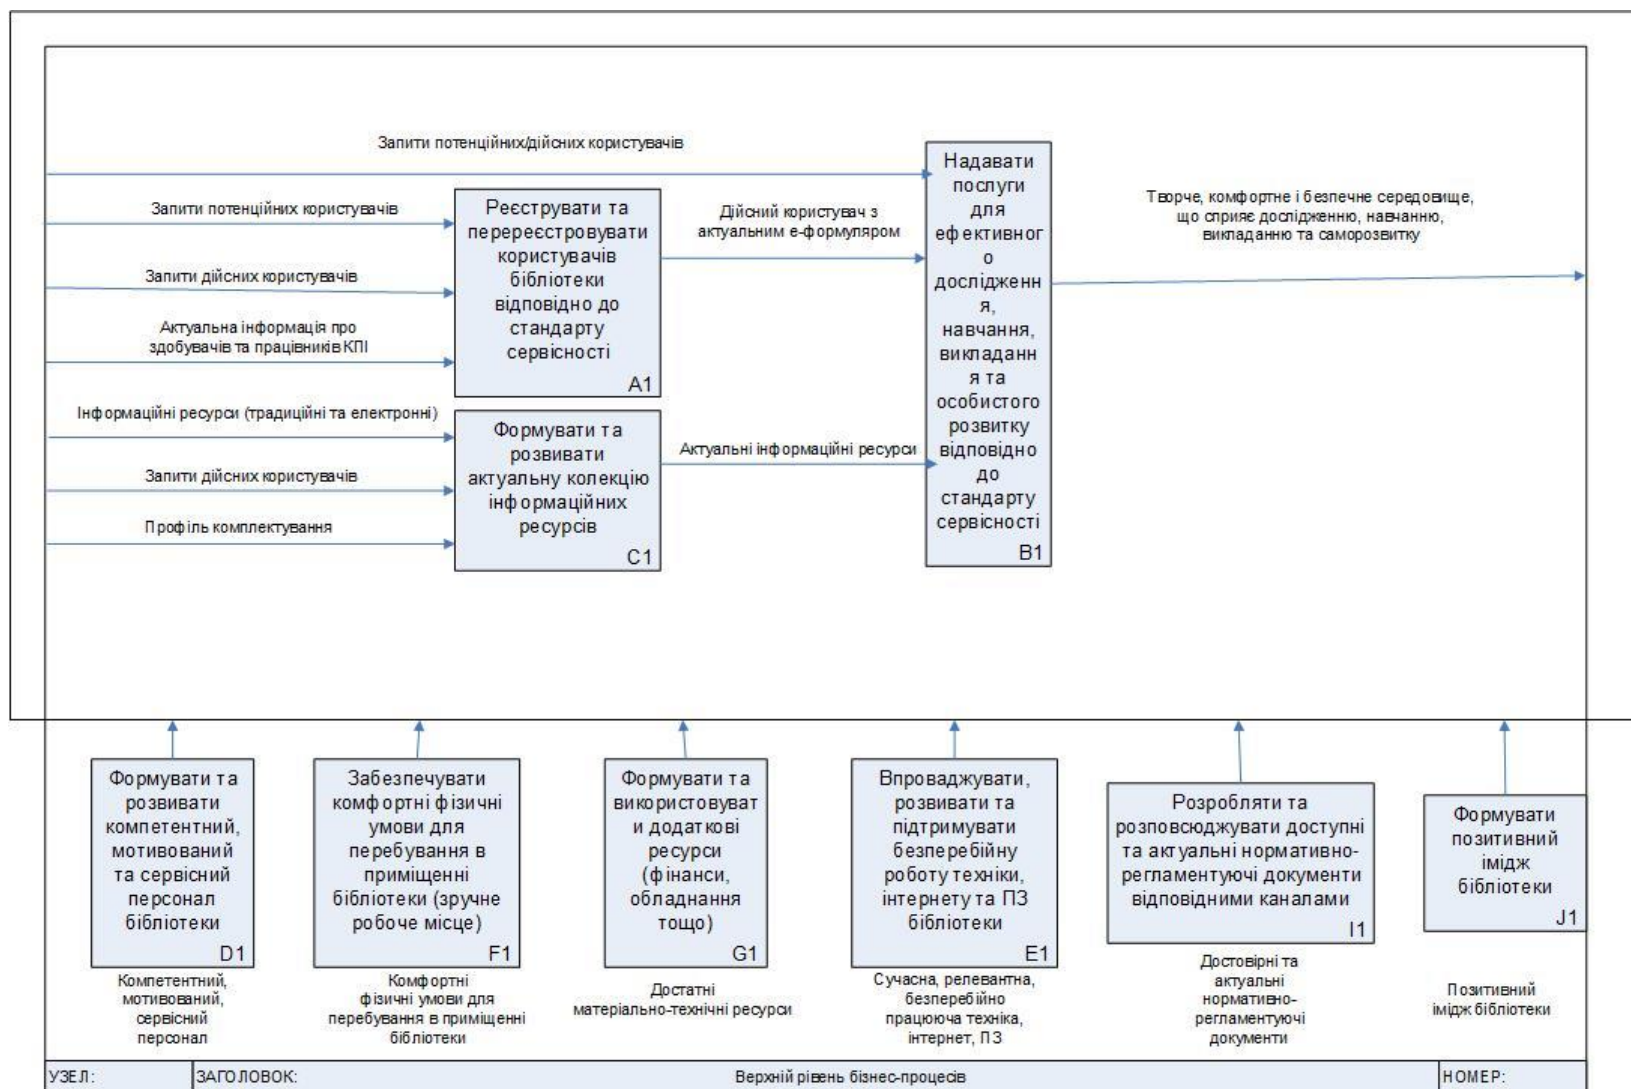 Запити потенційних/дійсних користувачів
Запити потенційних користувачів
Запити дійсних користувачів
Актуальна інформація про
здобувачів та працівників КПІ
Реєструвати та
перереєстровувати
користувачів
бібліотеки
відповідно до
стандарту
сервісності
A1
Дійсний користувач з
актуальним е-формуляром
Надавати
послуги
для
ефективног
о
дослідженн
я,
навчання,
викладанн
я та
особистого
розвитку
відповідно
до
стандарту
сервісності
B1
Творче, комфортне і безпечне середовище,
що сприяє дослідженню, навчанню,
викладанню та саморозвитку
Інформаційні ресурси (традиційні та електронні)
Запити дійсних користувачів
Профіль комплектування
Формувати та
розвивати
актуальну колекцію
інформаційних
ресурсів
C1
Актуальні інформаційні ресурси
Формувати та
розвивати
компетентний,
мотивований
та сервісний
персонал
бібліотеки
D1
Компетентний,
мотивований,
сервісний
персонал
Забезпечувати
комфортні фізичні
умови для
перебування в
приміщенні
бібліотеки (зручне
робоче місце)
F1
Комфортні
фізичні умови для
перебування в приміщенні
бібліотеки
Формувати та
використовуват
и додаткові
ресурси
(фінанси,
обладнання
тощо)
G1
Достатні
матеріально-технічні ресурси
Впроваджувати,
розвивати та
підтримувати
безперебійну
роботу техніки,
інтернету та ПЗ
бібліотеки
E1
Сучасна, релевантна,
безперебійно
працююча техніка,
інтернет, ПЗ
Розробляти та
розповсюджувати доступні
та актуальні нормативно-
регламентуючі документи
відповідними каналами
I1
Достовірні та
актуальні
нормативно-
регламентуючі
документи
Формувати
позитивний
імідж
бібліотеки
J1
Позитивний
імідж бібліотеки
УЗЕЛ:
ЗАГОЛОВОК:
Верхній рівень бізнес-процесів
НОМЕР: